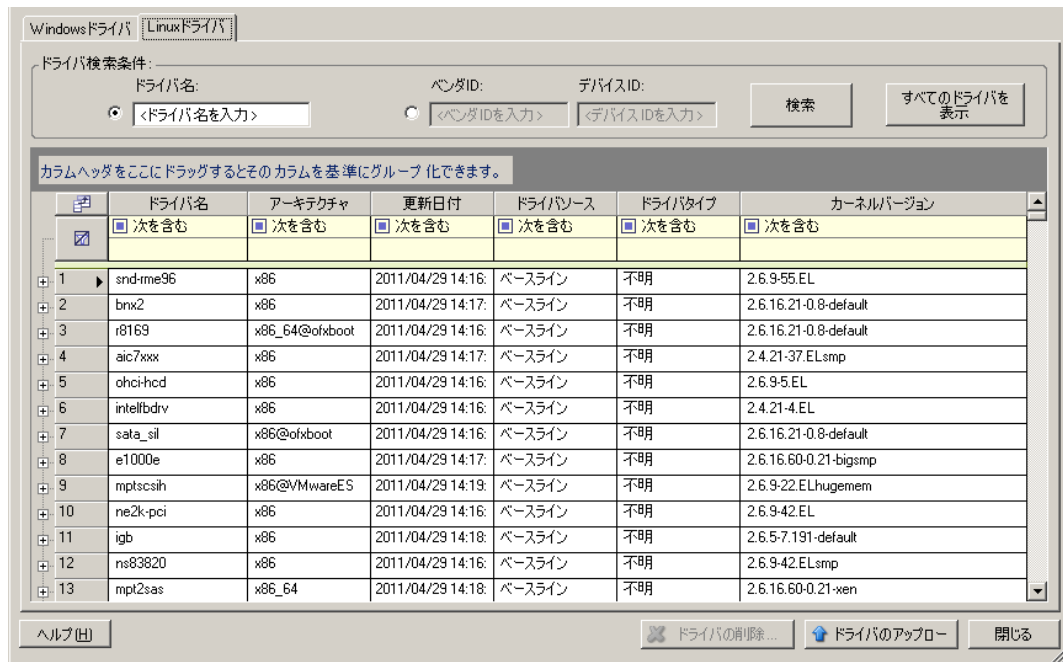 Windowsドライバ Linuxドライバ
ドライバ検索条件:
ドライバ名: ベンダID: デバイスID:
<ドライバ名を入力> <ベンダIDを入力> <デバイスIDを入力> 検索 すべてのドライバを
表示
カラムヘッダをここにドラッグするとそのカラムを基準にグループ化できます。
ドライバ名 アーキテクチャ 更新日付 ドライバソース ドライバタイプ カーネルバージョン
次を含む 次を含む 次を含む 次を含む 次を含む 次を含む
1 snd-rme96 x86 2011/04/29 14:16: ベースライン 不明 2.6.9-55.EL
2 bnx2 x86 2011/04/29 14:17: ベースライン 不明 2.6.16.21-0.8-default
3 r8169 x86_64@ofxboot 2011/04/29 14:16: ベースライン 不明 2.6.16.21-0.8-default
4 aic7xxx x86 2011/04/29 14:17: ベースライン 不明 2.4.21-37.ELsmp
5 ohci-hcd x86 2011/04/29 14:16: ベースライン 不明 2.6.9-5.EL
6 intelfbdrv x86 2011/04/29 14:16: ベースライン 不明 2.4.21-4.EL
7 sata_sil x86@ofxboot 2011/04/29 14:16: ベースライン 不明 2.6.16.21-0.8-default
8 e1000e x86 2011/04/29 14:17: ベースライン 不明 2.6.16.60-0.21-bigsmp
9 mptscsih x86@VMwareES 2011/04/29 14:19: ベースライン 不明 2.6.9-22.ELhugemem
10 ne2k-pci x86 2011/04/29 14:16: ベースライン 不明 2.6.9-42.EL
11 igb x86 2011/04/29 14:18: ベースライン 不明 2.6.5-7.191-default
12 ns83820 x86 2011/04/29 14:16: ベースライン 不明 2.6.9-42.ELsmp
13 mpt2sas x86_64 2011/04/29 14:18: ベースライン 不明 2.6.16.60-0.21-xen
ヘルプ(H) ドライバの削除... ドライバのアップロー 閉じる